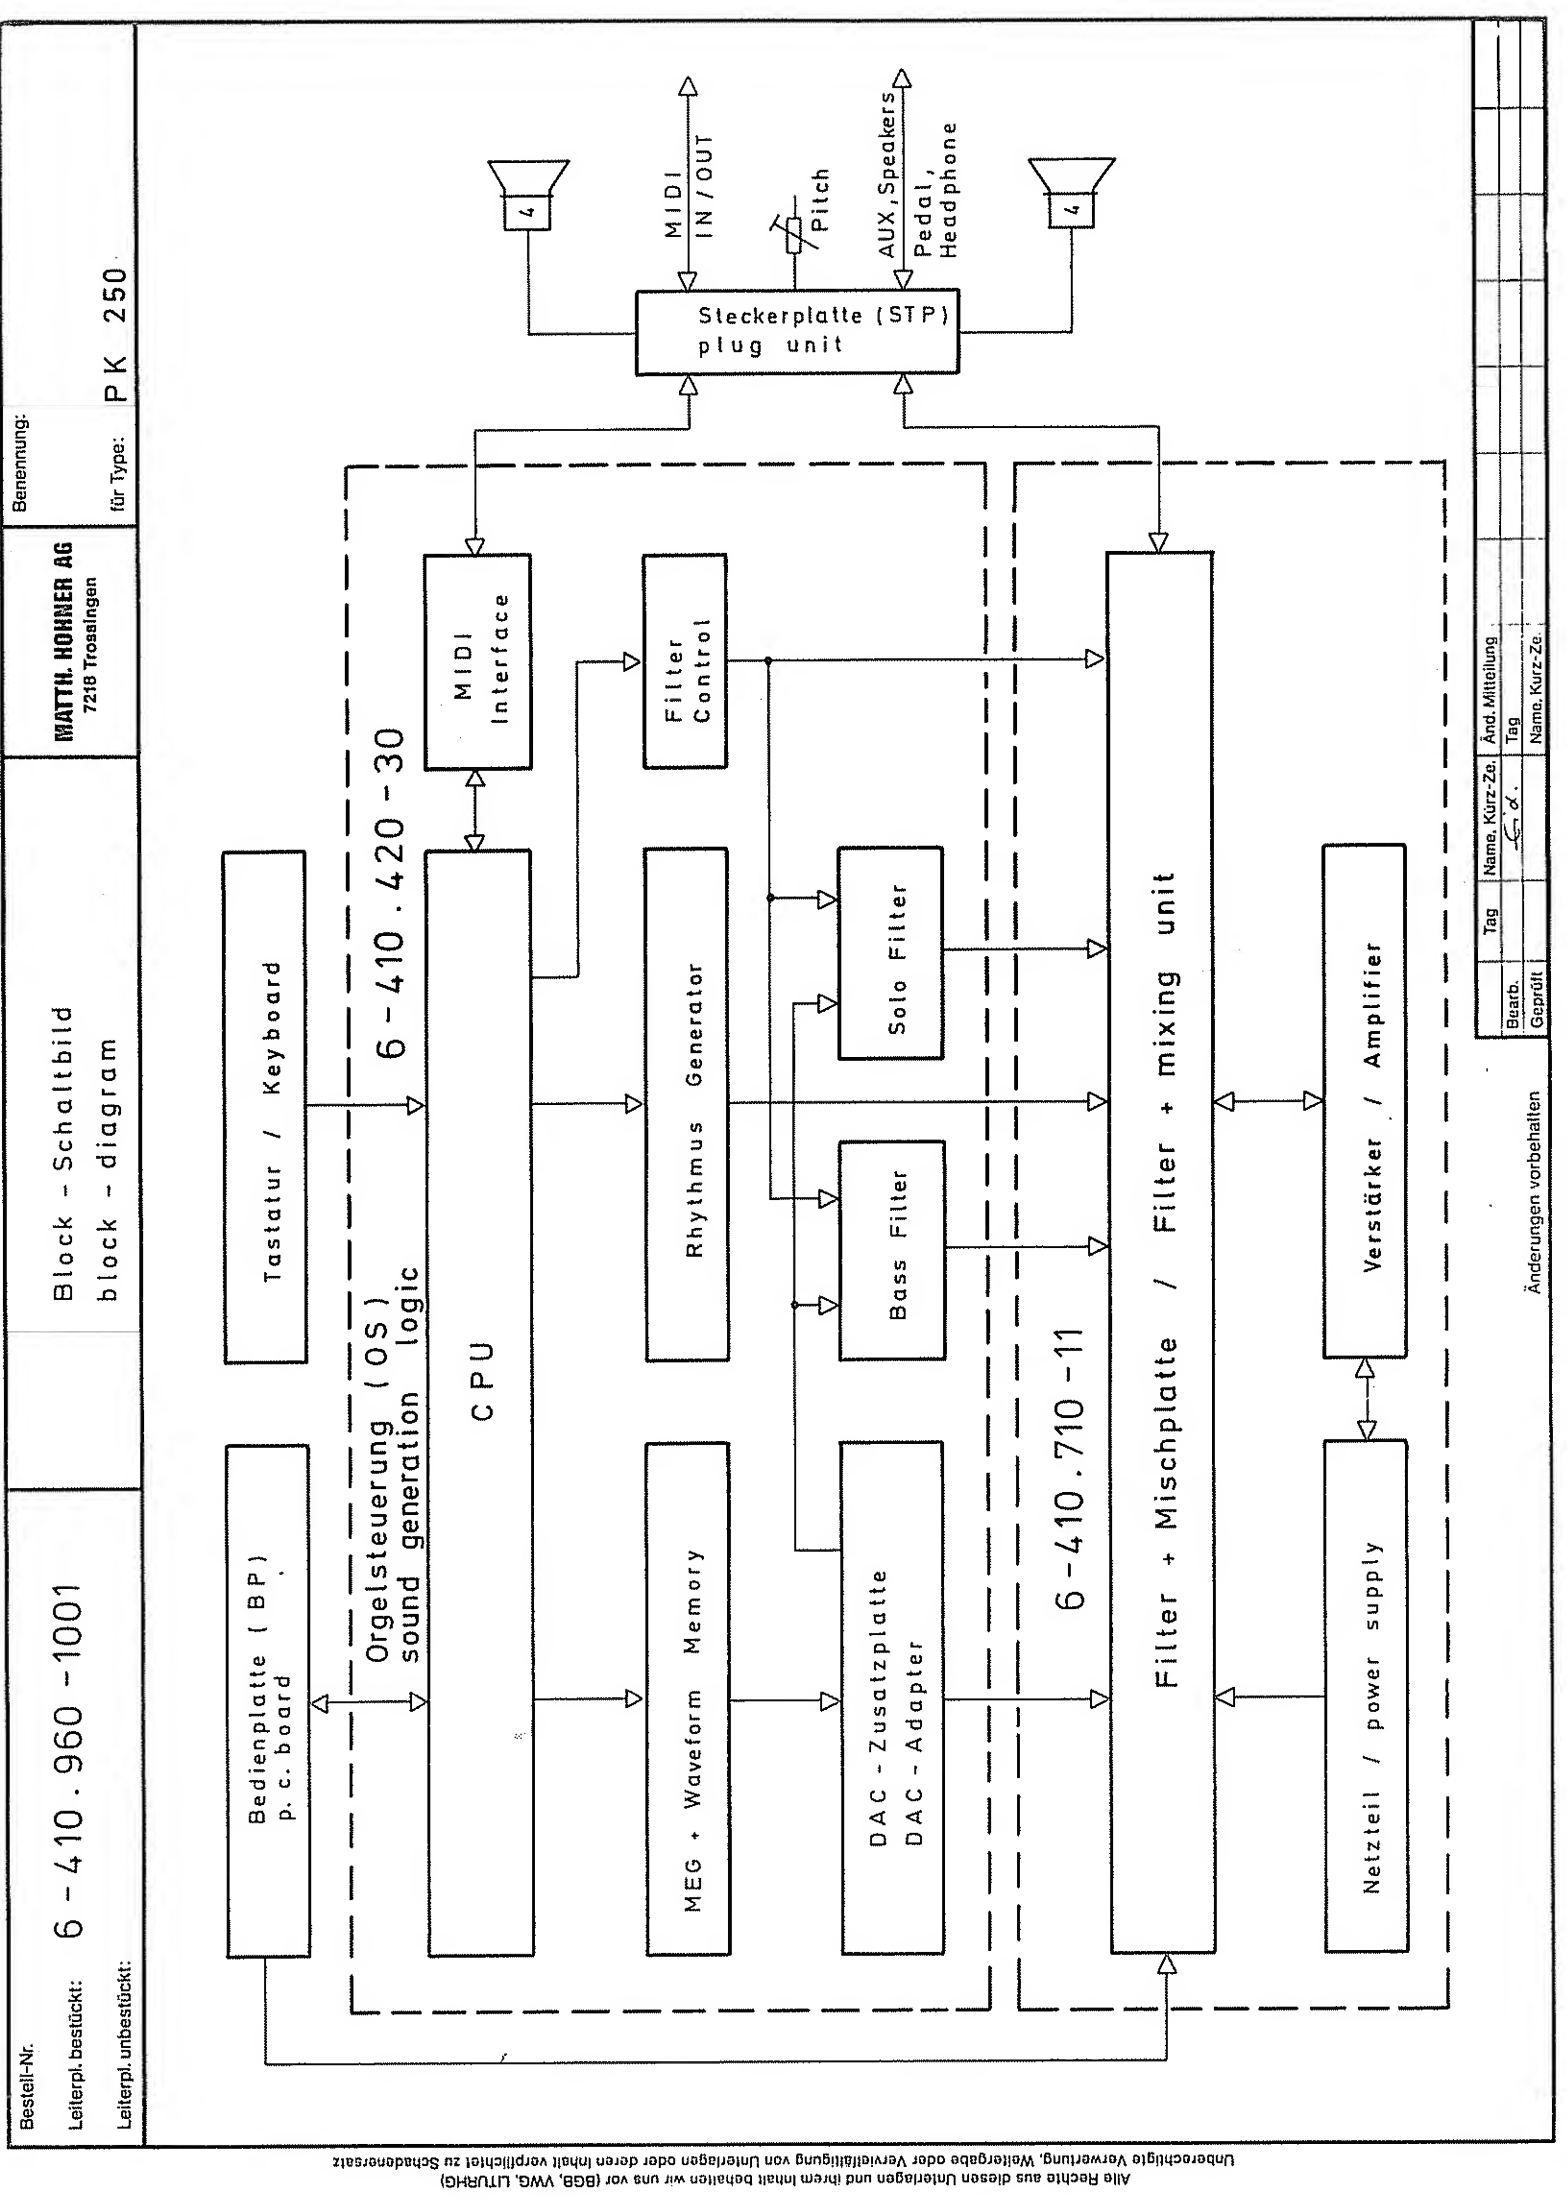 Bestell-Nr.
Leiterpl. bestückt: 6-410.960-1001
Leiterpl. unbestückt:
Block - Schaltbild
block - diagram
MATTH. HOHNER AG
7218 Trossingen
Benennung:
für Type: PK 250
Bedienplatte (BP)
p. c. board
Tastatur / Keyboard
Orgelsteuerung (OS)
sound generation logic
6-410.420-30
CPU
MIDI
Interface
MEG + Waveform Memory
Rhythmus Generator
Filter
Control
DAC-Zusatzplatte
DAC-Adapter
Bass Filter
Solo Filter
6-410.710-11
Filter + Mischplatte / Filter + mixing unit
Netzteil / power supply
Verstärker / Amplifier
Steckerplatte (STP)
plug unit
4
MIDI
IN/OUT
Pitch
AUX, Speakers
Pedal,
Headphone
4
Änderungen vorbehalten
Tag Name, Kurz-Ze. Änd. Mitteilung
Bearb. Tag
Geprüft Name, Kurz-Ze.
Alle Rechte aus diesen Unterlagen und ihrem Inhalt behalten wir uns vor (BGB, VWG, LITURHG)
Unberechtigte Verwertung, Weitergabe oder Vervielfältigung von Unterlagen oder deren Inhalt verpflichtet zu Schadenersatz